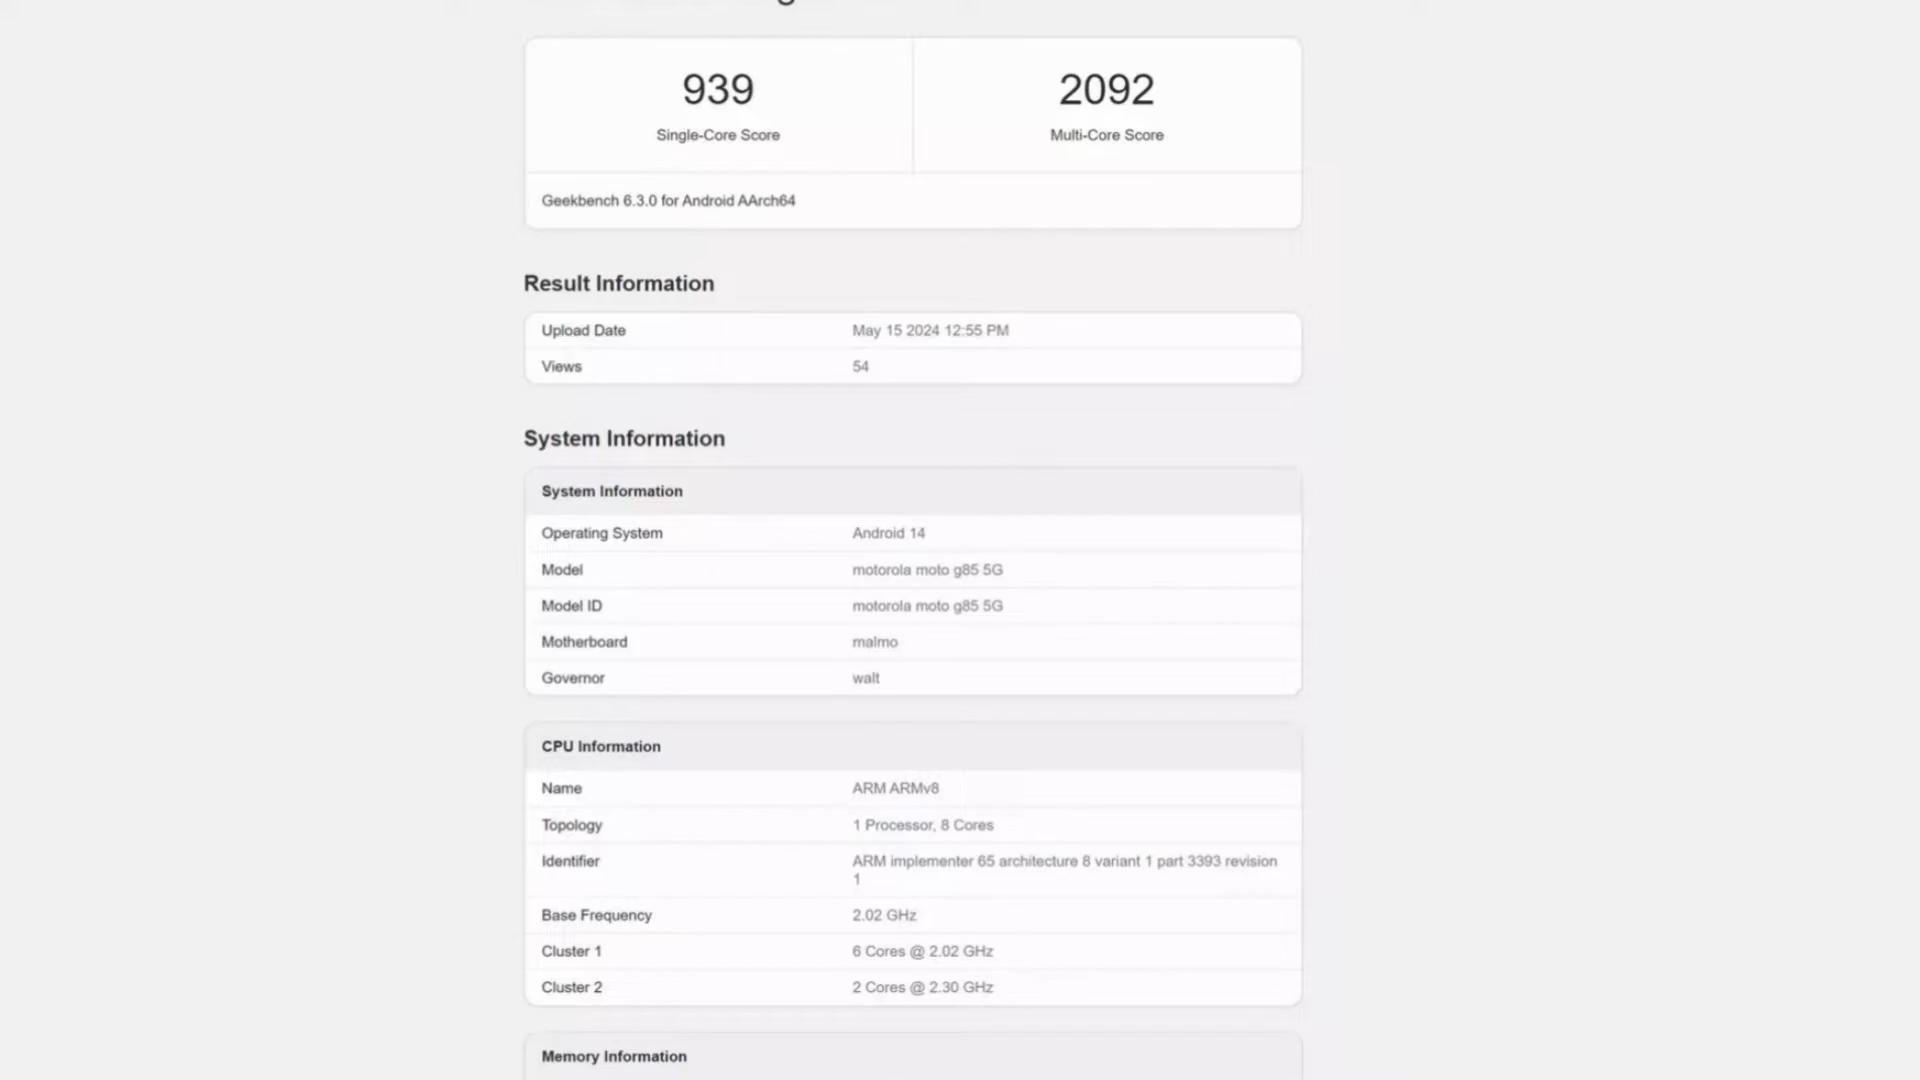 939
2092
Single-Core Score
Multi-Core Score
Geekbench 6.3.0 for Android AArch64
Result Information
Upload Date
May 15 2024 12:55 PM
Views
54
System Information
System Information
Operating System
Android 14
Model
motorola moto g85 5G
Model ID
motorola moto g85 5G
Motherboard
malmo
Governor
walt
CPU Information
Name
ARM ARMv8
Topology
1 Processor, 8 Cores
Identifier
ARM implementer 65 architecture 8 variant 1 part 3393 revision
1
Base Frequency
2.02 GHz
Cluster 1
6 Cores @ 2.02 GHz
Cluster 2
2 Cores @ 2.30 GHz
Memory Information